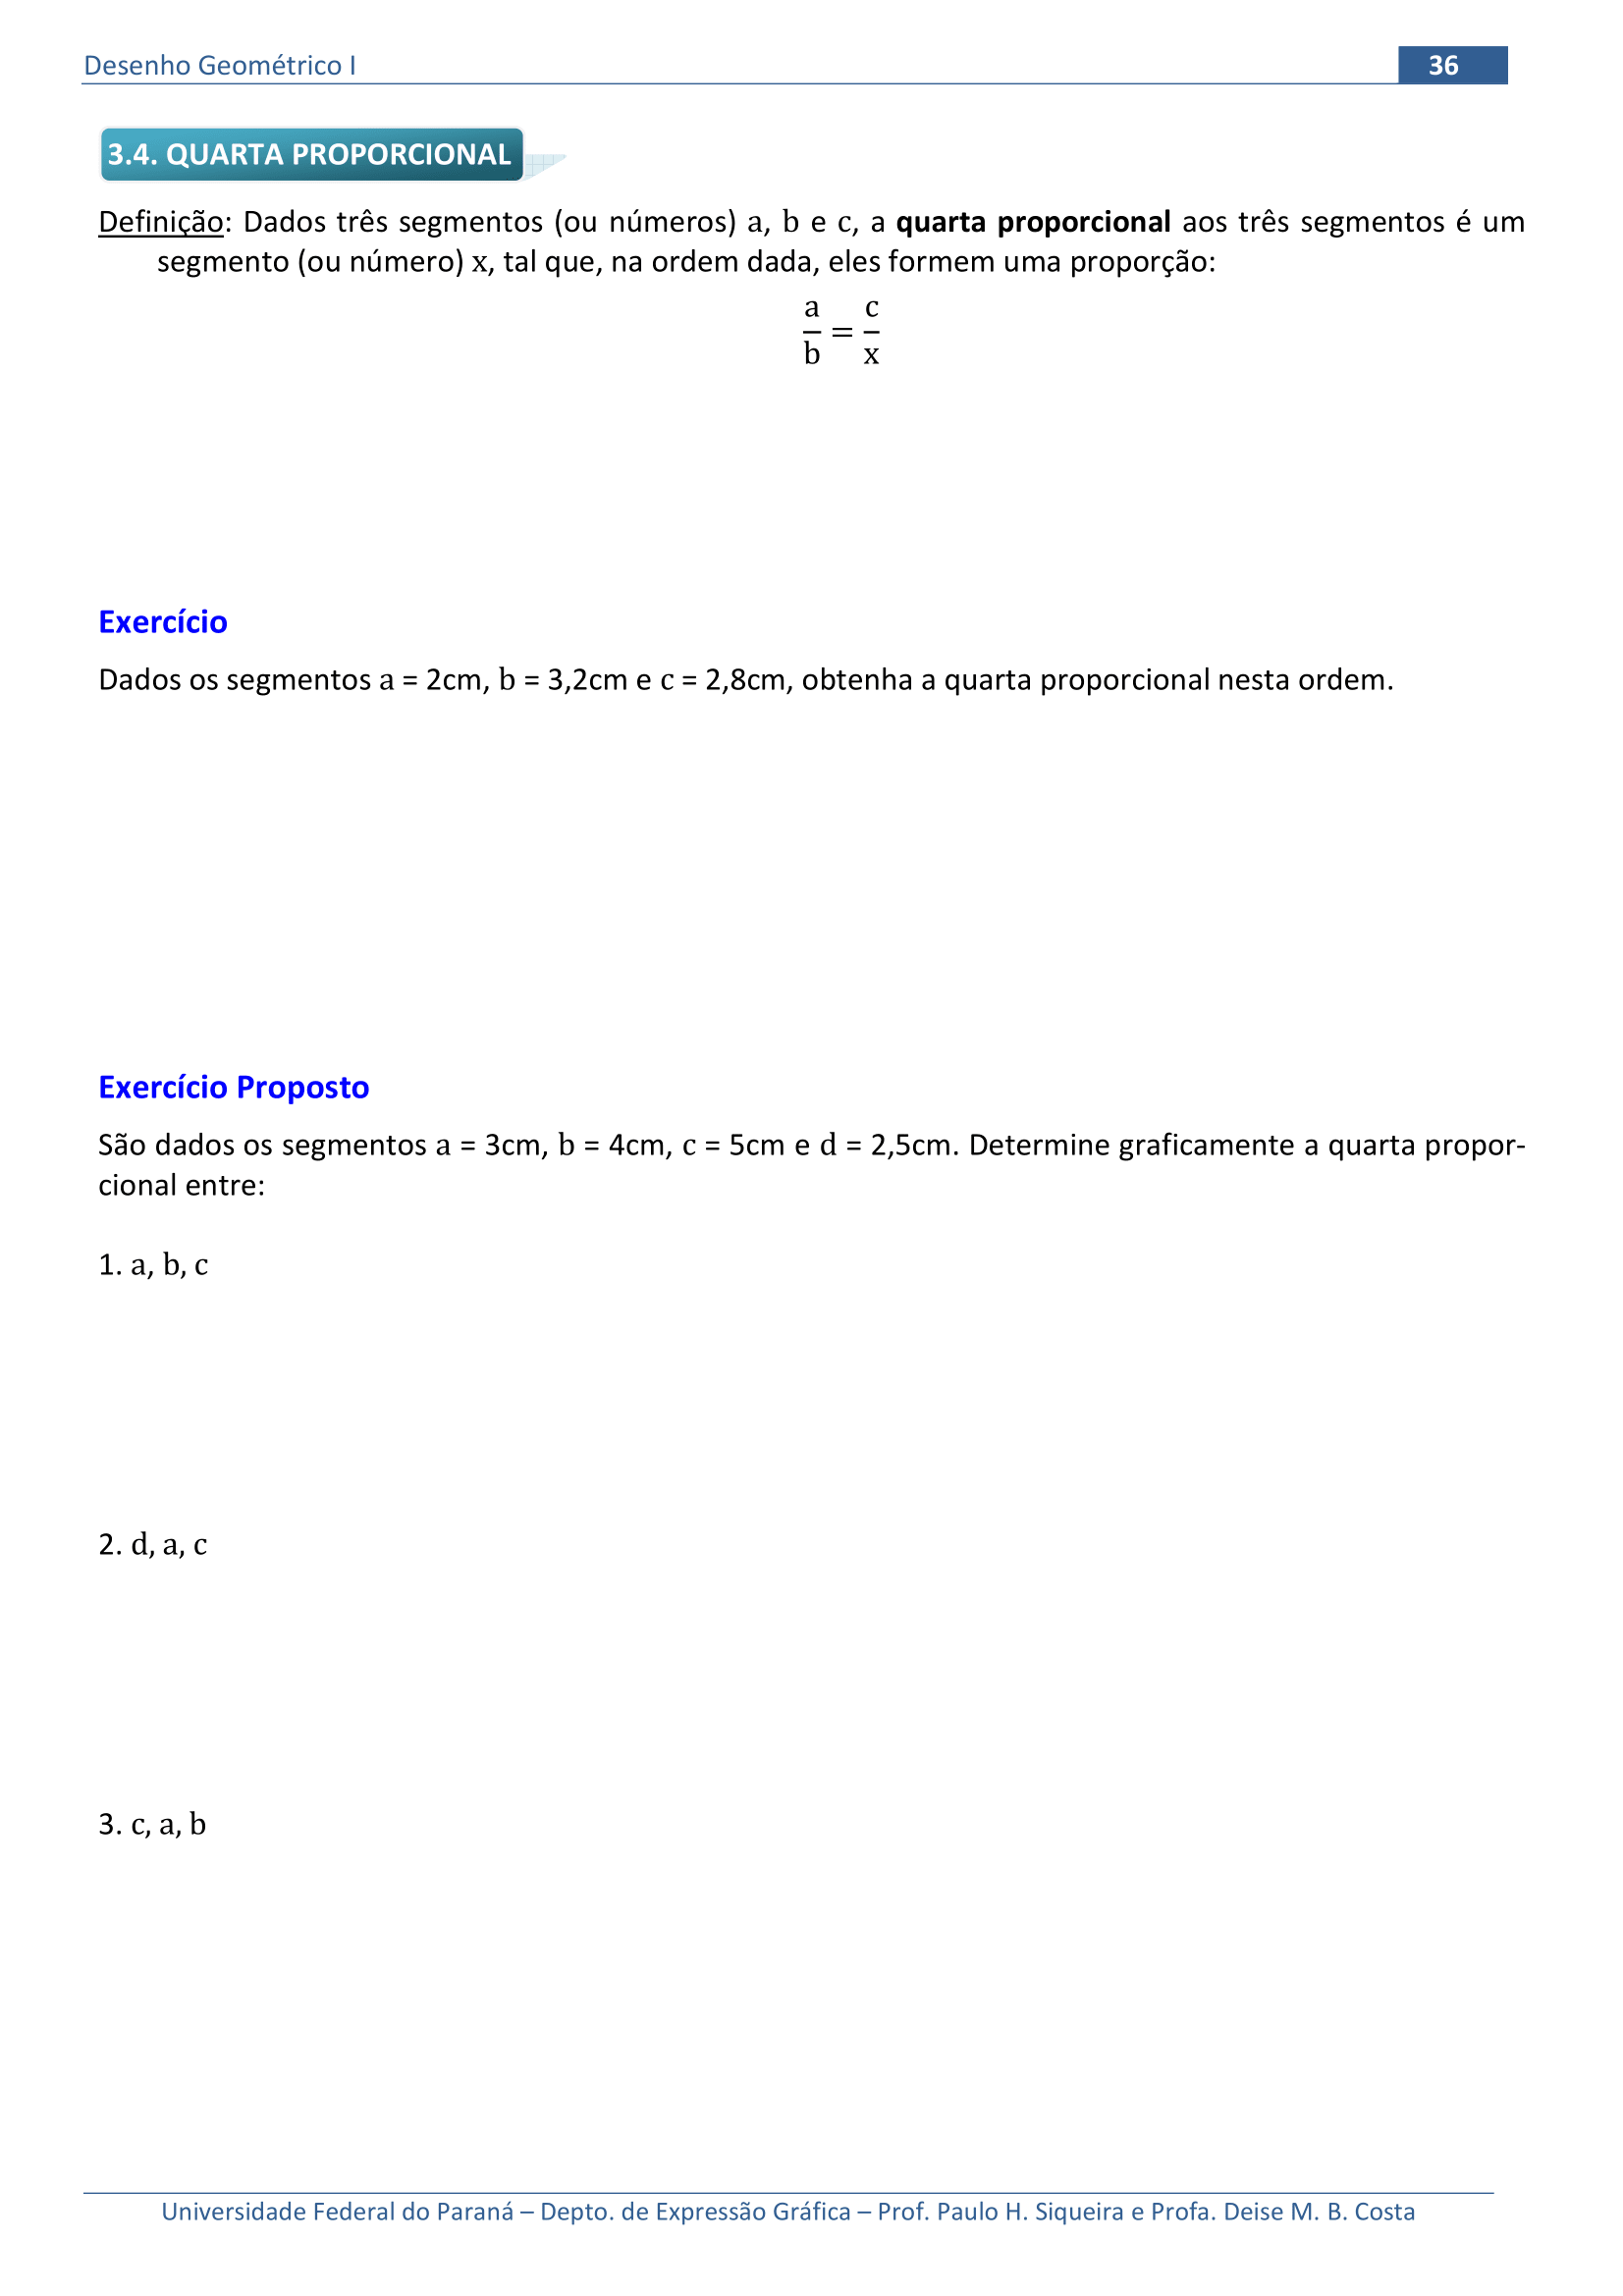 Desenho Geométrico I
36
3.4. QUARTA PROPORCIONAL
Definição: Dados três segmentos (ou números) a, b e c, a quarta proporcional aos três segmentos é um
segmento (ou número) x, tal que, na ordem dada, eles formem uma proporção:
a/b = c/x
Exercício
Dados os segmentos a = 2cm, b = 3,2cm e c = 2,8cm, obtenha a quarta proporcional nesta ordem.
Exercício Proposto
São dados os segmentos a = 3cm, b = 4cm, c = 5cm e d = 2,5cm. Determine graficamente a quarta propor-
cional entre:
1. a, b, c
2. d, a, c
3. c, a, b
Universidade Federal do Paraná – Depto. de Expressão Gráfica – Prof. Paulo H. Siqueira e Profa. Deise M. B. Costa